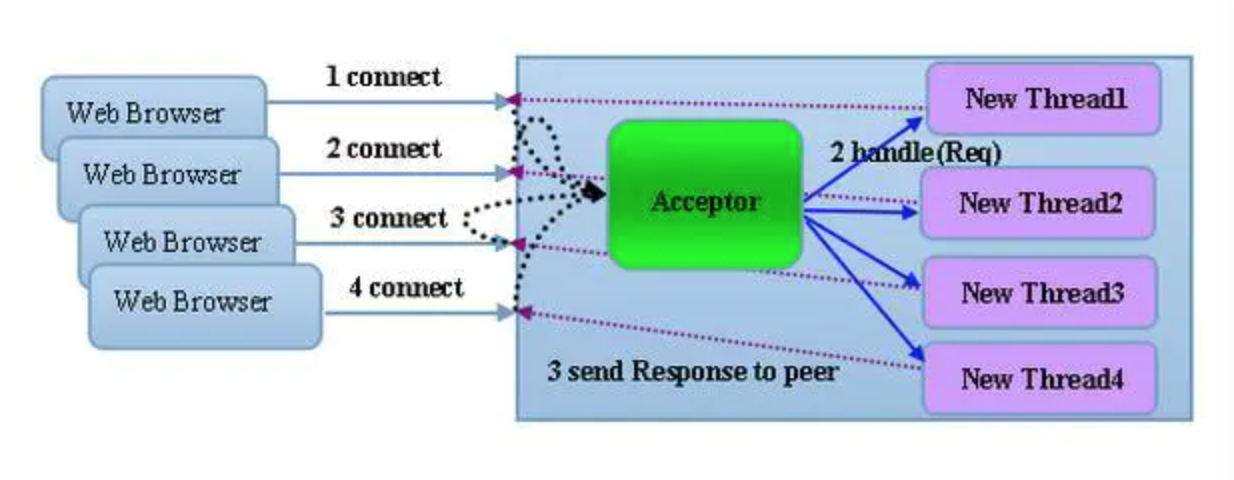 1 connect
Web Browser
New Thread1
2 connect
2 handle(Req)
Web Browser
Acceptor
New Thread2
3 connect
Web Browser
4 connect
New Thread3
Web Browser
3 send Response to peer
New Thread4